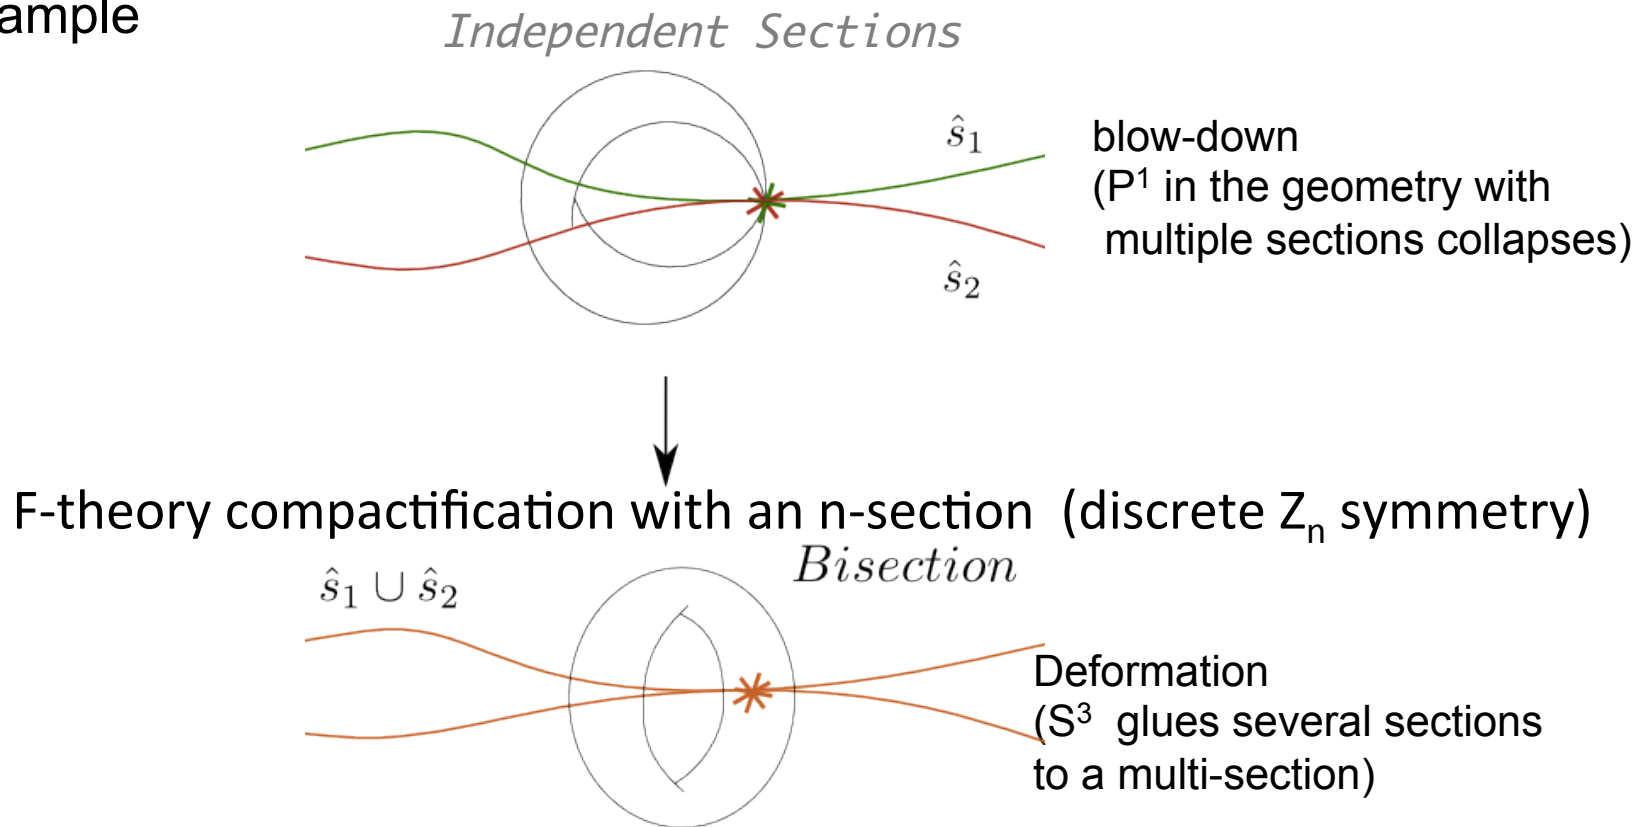 ample
Independent Sections
ŝ₁
blow-down
(P¹ in the geometry with
multiple sections collapses)
ŝ₂
F-theory compactification with an n-section (discrete Zₙ symmetry)
Bisection
ŝ₁ ∪ ŝ₂
Deformation
(S³ glues several sections
to a multi-section)